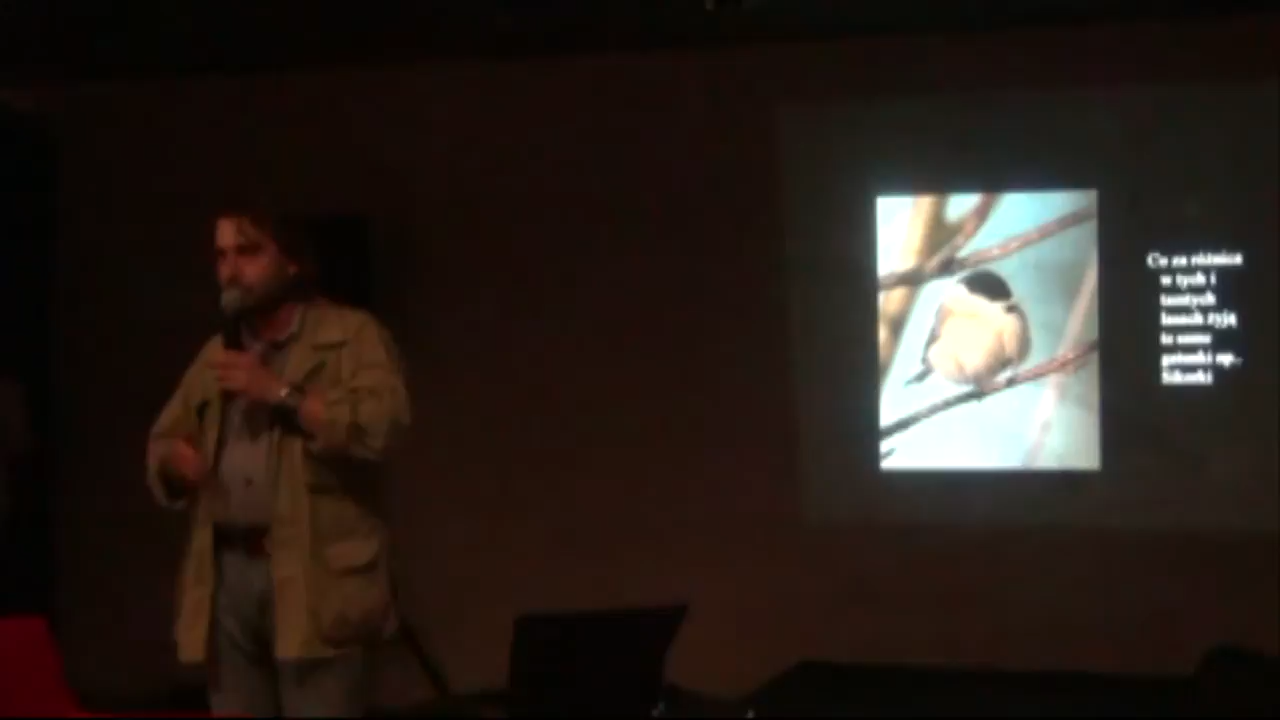 Co za różnica
w tych i
tamtych
lasach żyją
te same
gatunki np..
Sikorki